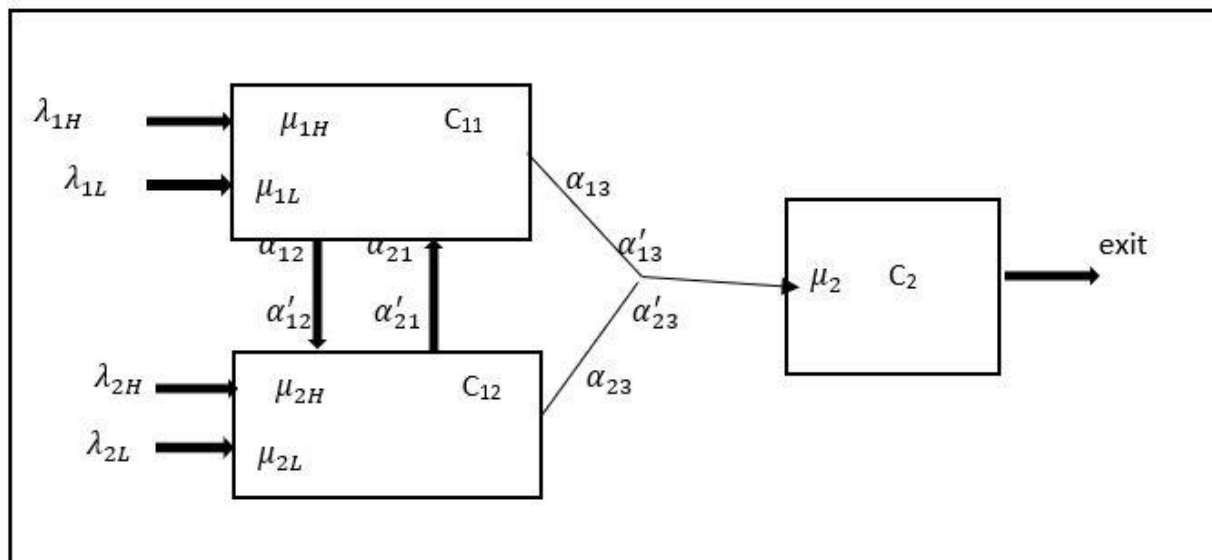 λ₁H
μ₁H C₁₁
λ₁L
μ₁L
α₁₃
α₁₂ α₂₁
α′₁₃
exit
μ₂ C₂
α′₁₂ α′₂₁ α′₂₃
λ₂H
μ₂H C₁₂
α₂₃
λ₂L
μ₂L